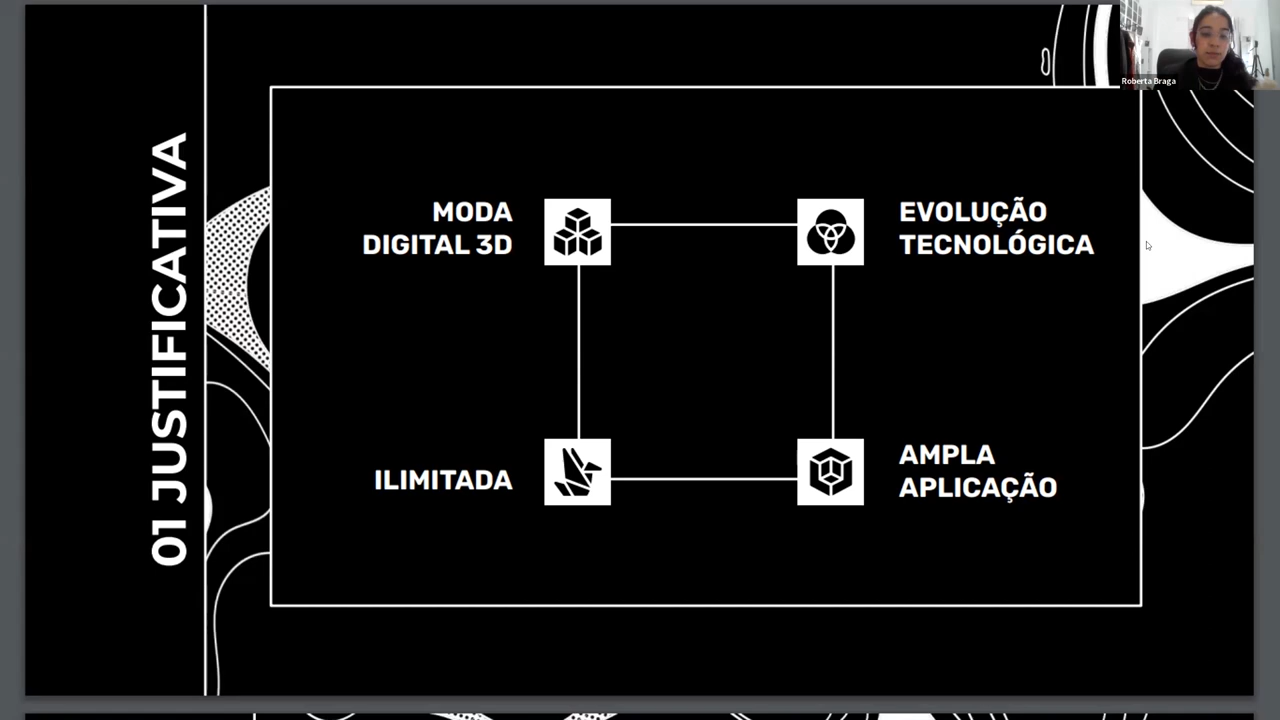 01 JUSTIFICATIVA
MODA
DIGITAL 3D
EVOLUÇÃO
TECNOLÓGICA
ILIMITADA
AMPLA
APLICAÇÃO
Roberta Braga